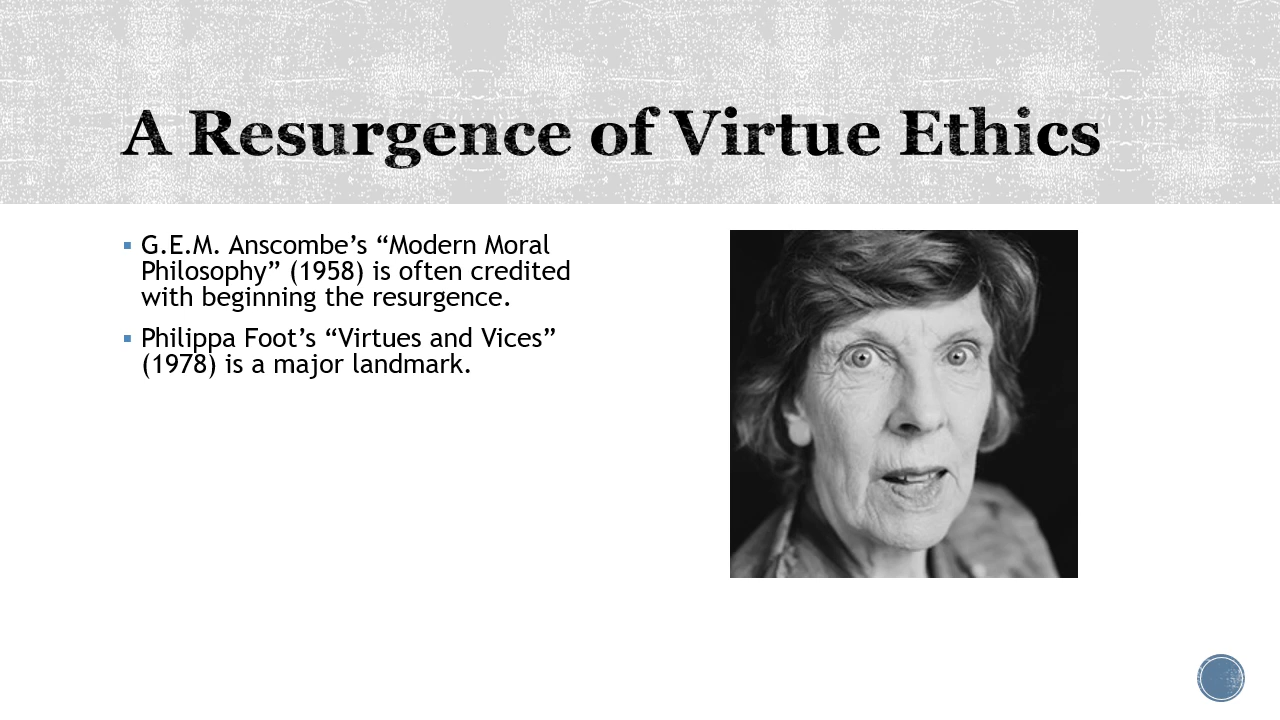 A Resurgence of Virtue Ethics
▪ G.E.M. Anscombe’s “Modern Moral
Philosophy” (1958) is often credited
with beginning the resurgence.
▪ Philippa Foot’s “Virtues and Vices”
(1978) is a major landmark.